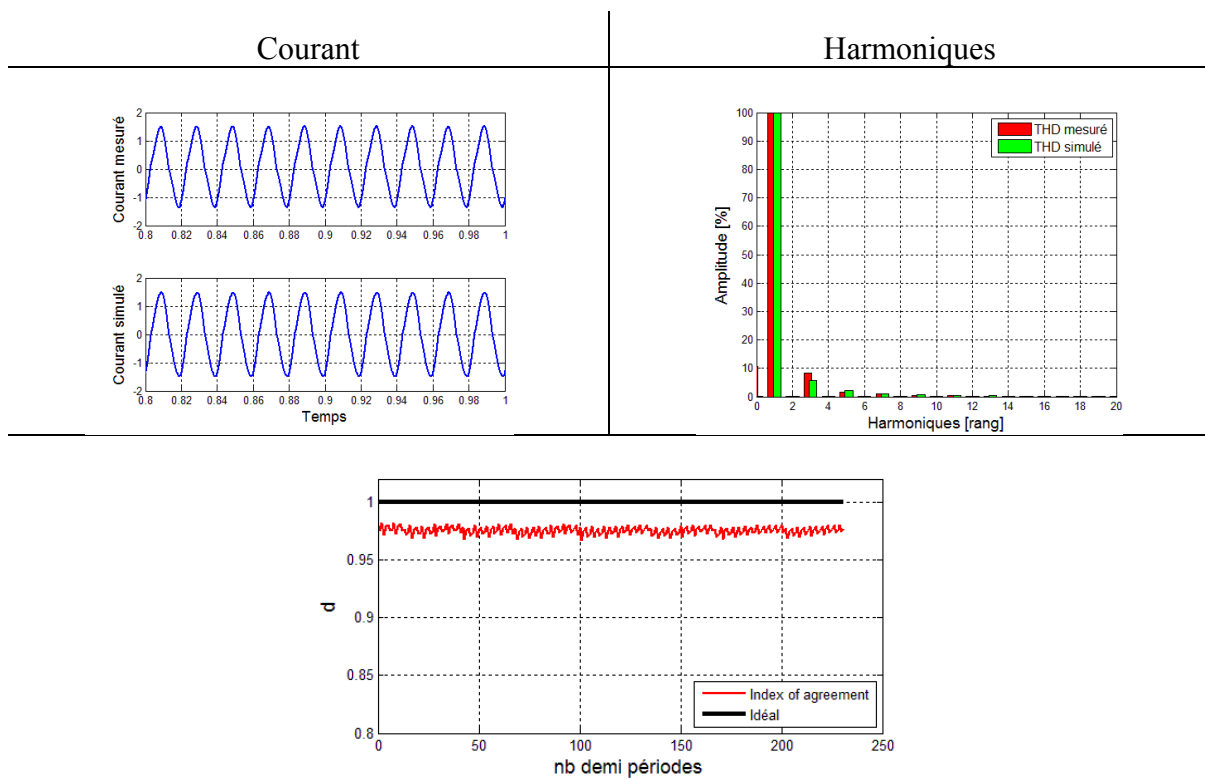 Courant
Harmoniques
Courant mesuré
2
1
0
-1
-2
0.8 0.82 0.84 0.86 0.88 0.9 0.92 0.94 0.96 0.98 1
Courant simulé
2
1
0
-1
-2
0.8 0.82 0.84 0.86 0.88 0.9 0.92 0.94 0.96 0.98 1
Temps
Amplitude [%]
100
90
80
70
60
50
40
30
20
10
0
THD mesuré
THD simulé
0 2 4 6 8 10 12 14 16 18 20
Harmoniques [rang]
d
1
0.95
0.9
0.85
0.8
Index of agreement
Idéal
0 50 100 150 200 250
nb demi périodes